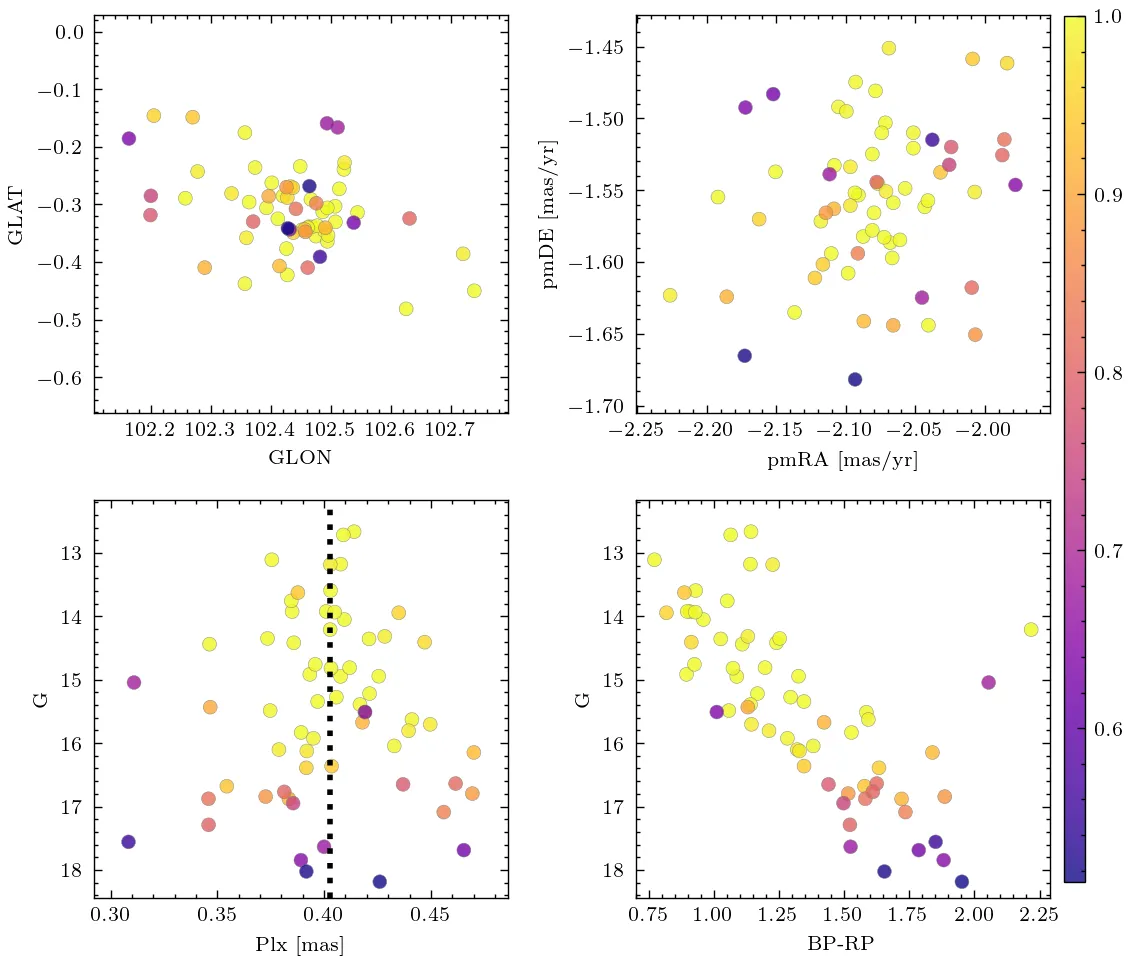 0.0
−0.1
−0.2
−0.3
−0.4
−0.5
−0.6
GLAT
102.2 102.3 102.4 102.5 102.6 102.7
GLON
−1.45
−1.50
−1.55
−1.60
−1.65
−1.70
pmDE [mas/yr]
−2.25 −2.20 −2.15 −2.10 −2.05 −2.00
pmRA [mas/yr]
1.0
0.9
0.8
0.7
0.6
13
14
15
16
17
18
G
0.30 0.35 0.40 0.45
Plx [mas]
13
14
15
16
17
18
G
0.75 1.00 1.25 1.50 1.75 2.00 2.25
BP-RP